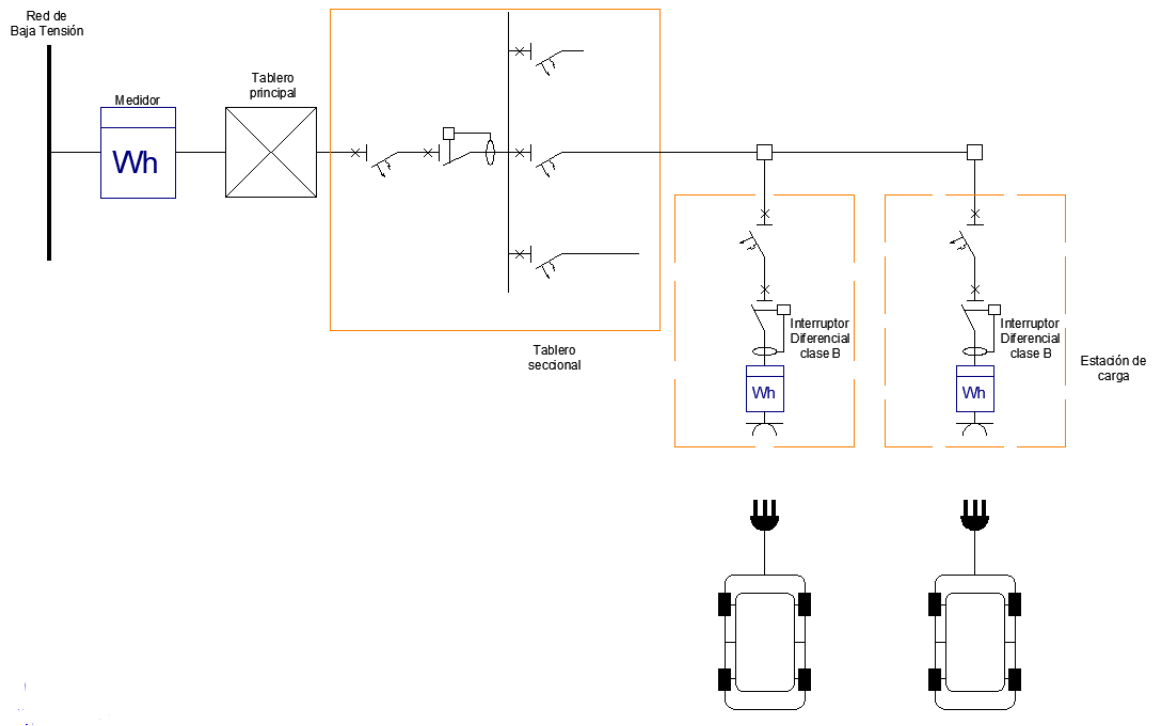 Red de
Baja Tensión
Medidor
Wh
Tablero
principal
Tablero
seccional
Interruptor
Diferencial
clase B
Wh
Interruptor
Diferencial
clase B
Wh
Estación de
carga